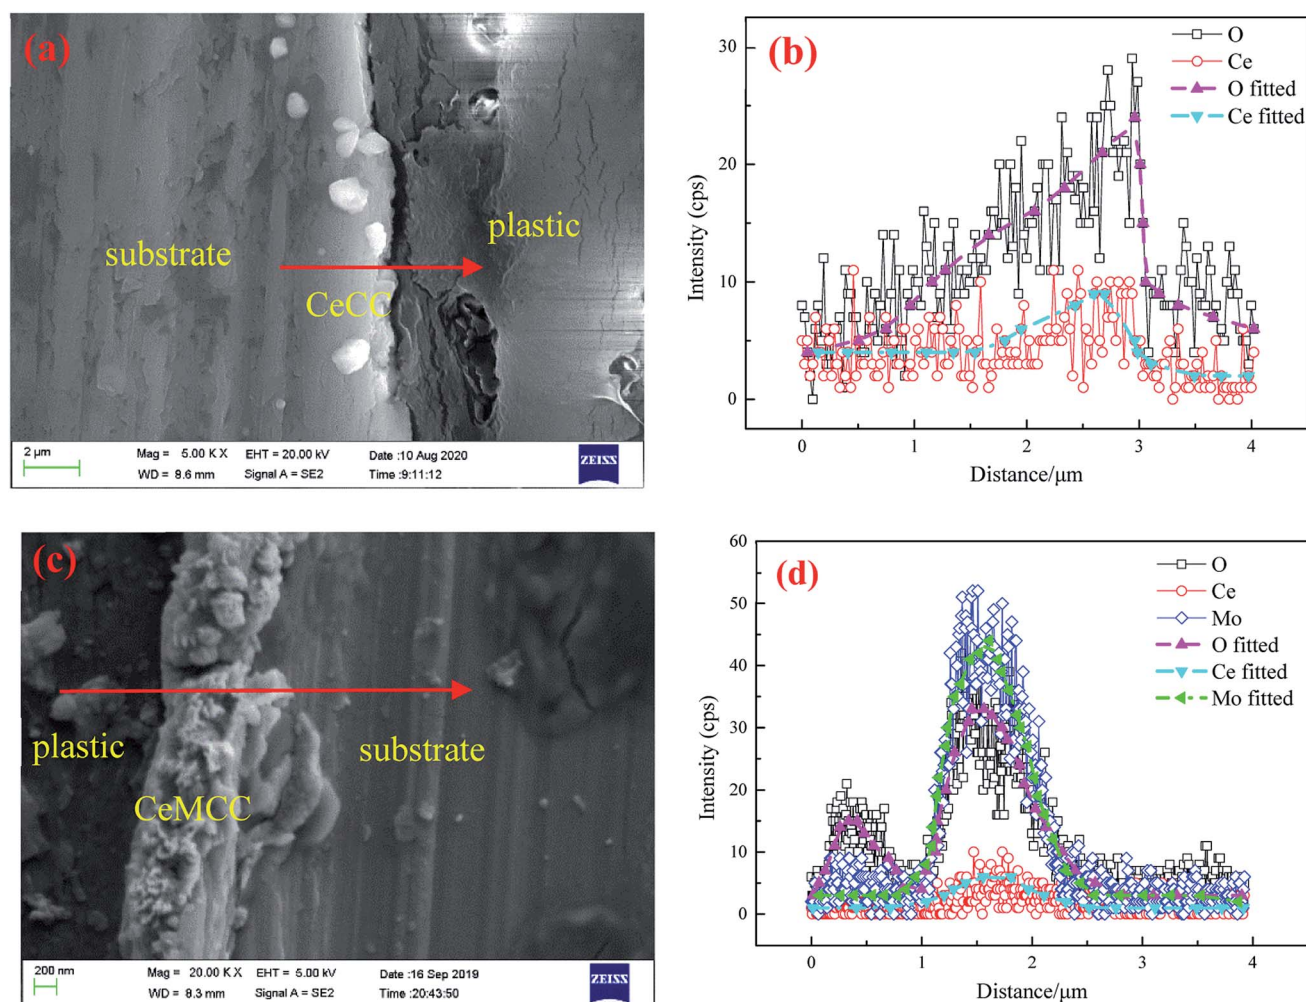 (a)
substrate
CeCC
plastic
2 µm
Mag = 5.00 K X EHT = 20.00 kV Date :10 Aug 2020
WD = 8.6 mm Signal A = SE2 Time :9:11:12
ZEISS
(b)
O
Ce
O fitted
Ce fitted
Intensity (cps)
30
20
10
0
0 1 2 3 4
Distance/µm
(c)
plastic
CeMCC
substrate
200 nm
Mag = 20.00 K X EHT = 5.00 kV Date :16 Sep 2019
WD = 8.3 mm Signal A = SE2 Time :20:43:50
ZEISS
(d)
O
Ce
Mo
O fitted
Ce fitted
Mo fitted
Intensity (cps)
60
50
40
30
20
10
0
0 1 2 3 4
Distance/µm